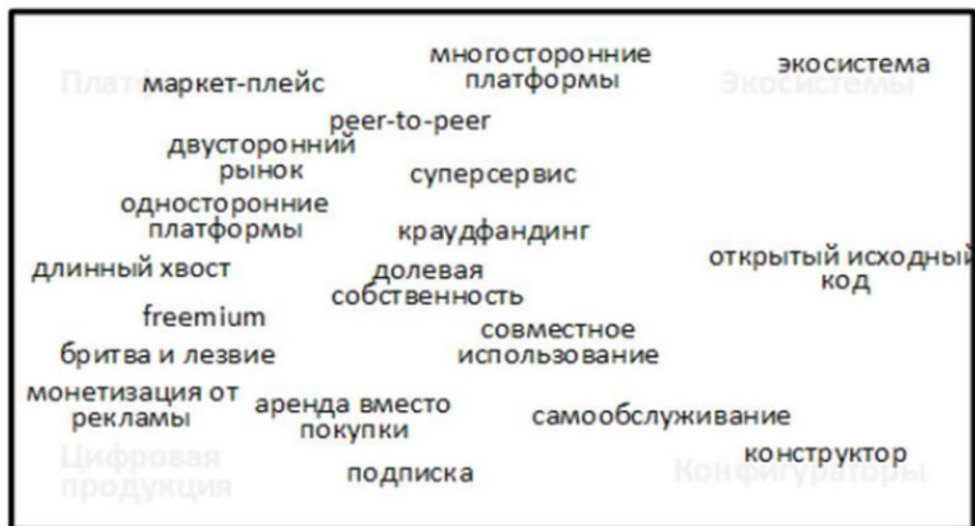 многосторонние
платформы
экосистема
Экосистемы
маркет-плейс
peer-to-peer
двусторонний
рынок
суперсервис
односторонние
платформы
краудфандинг
длинный хвост
долевая
собственность
открытый исходный
код
freemium
совместное
использование
бритва и лезвие
монетизация от
рекламы
аренда вместо
покупки
самообслуживание
конструктор
Цифровая
продукция
подписка
Конфигураторы